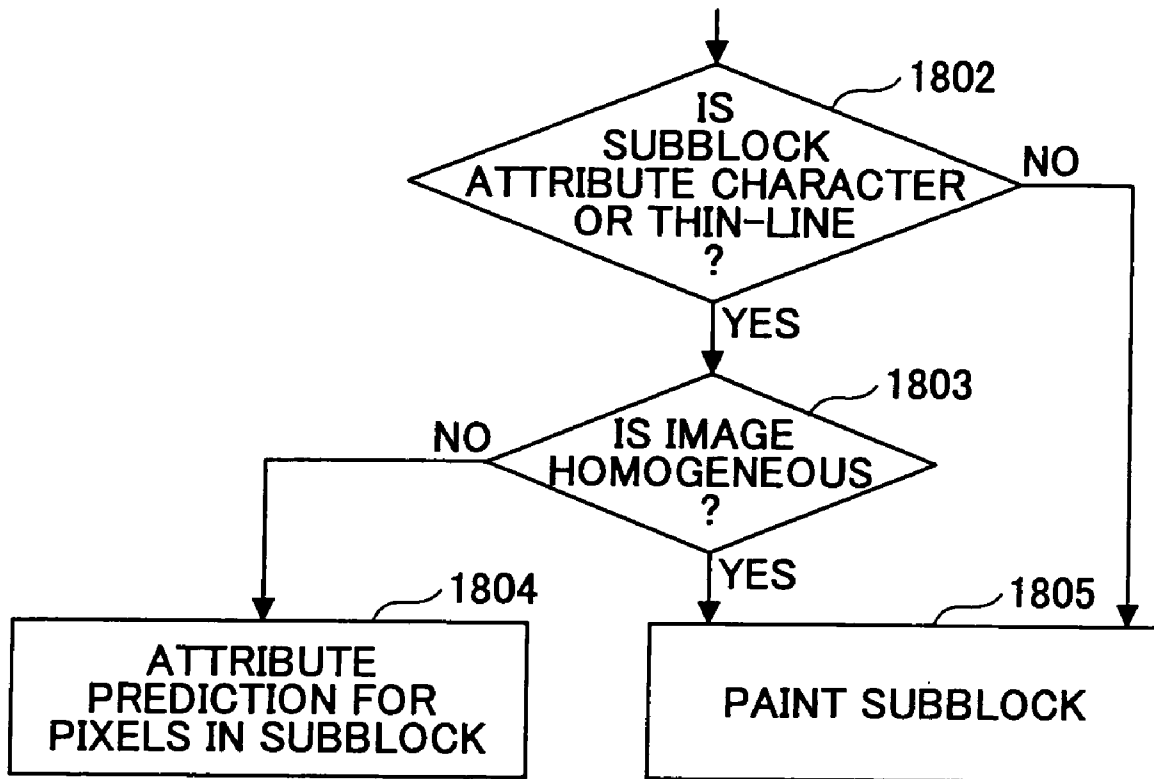 1802
IS
SUBBLOCK
ATTRIBUTE CHARACTER
OR THIN-LINE
?
NO
YES
1803
IS IMAGE
HOMOGENEOUS
?
NO
YES
1804
ATTRIBUTE
PREDICTION FOR
PIXELS IN SUBBLOCK
1805
PAINT SUBBLOCK